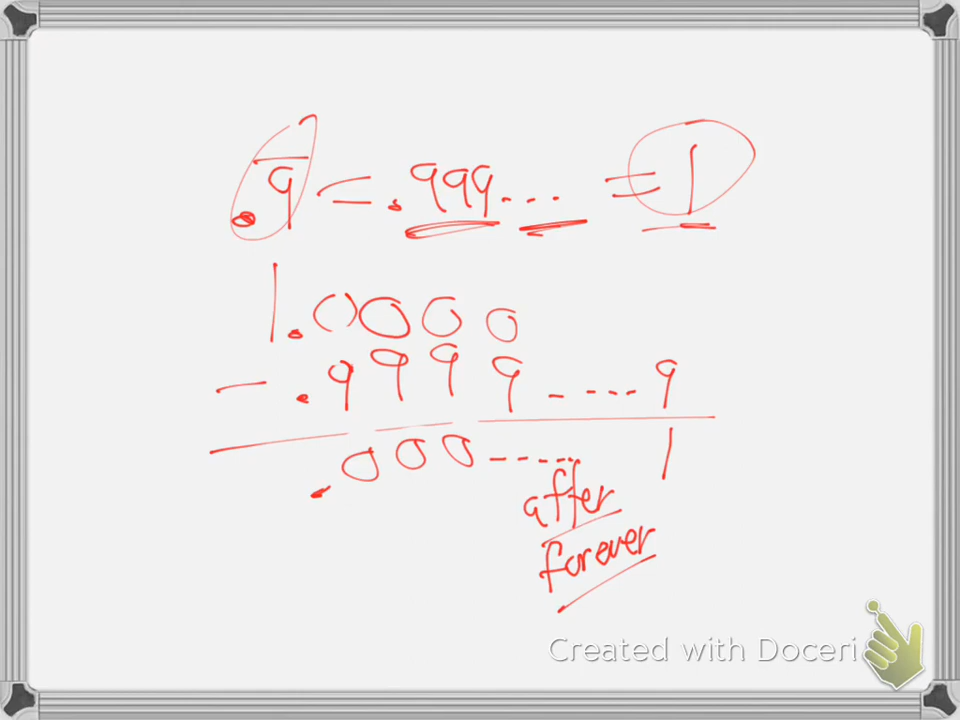 .9̅ = .999... = 1
1.0000
- .9999 -....9
.000 -----.. 1
after
forever
Created with Doceri